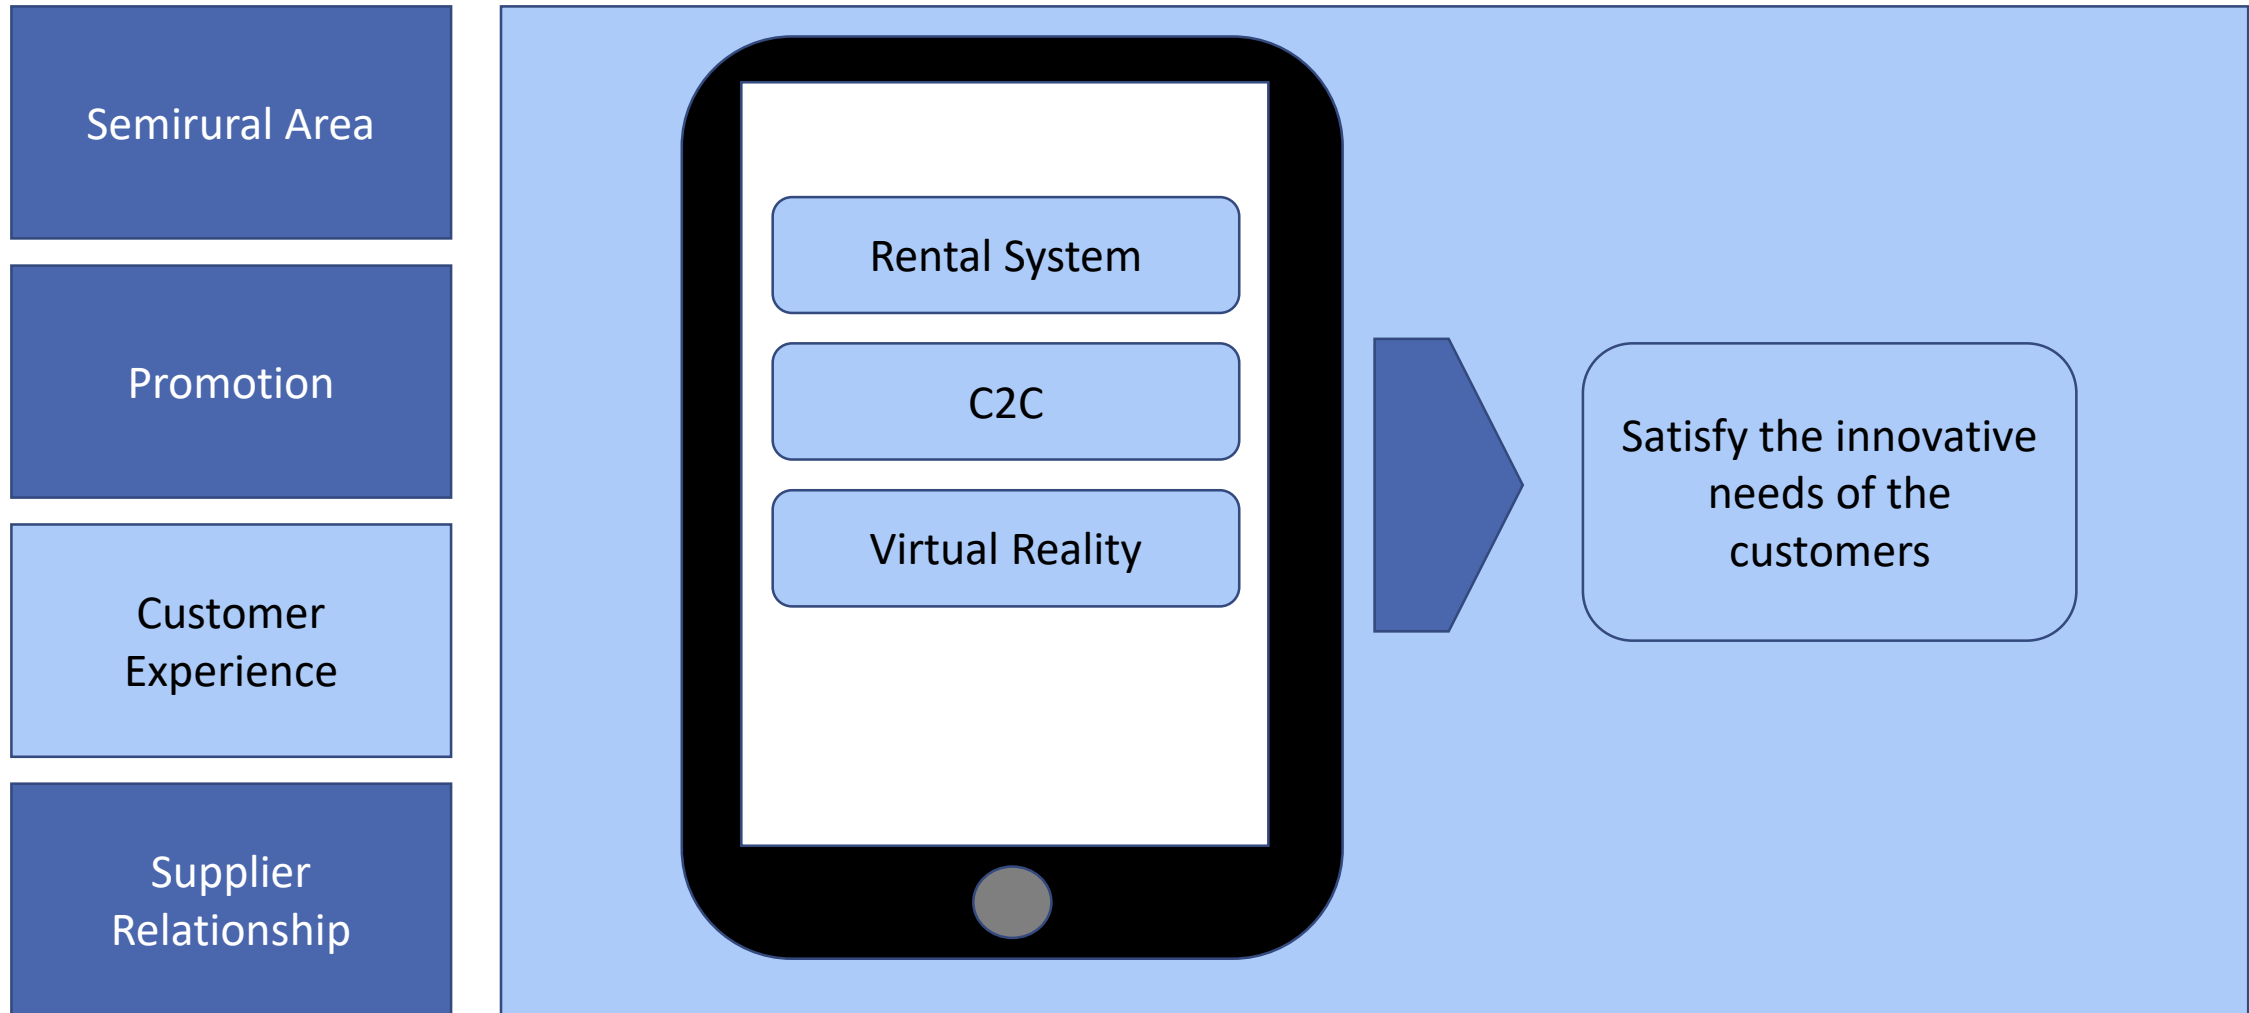 Semirural Area
Promotion
Customer
Experience
Supplier
Relationship
Rental System
C2C
Virtual Reality
Satisfy the innovative
needs of the
customers